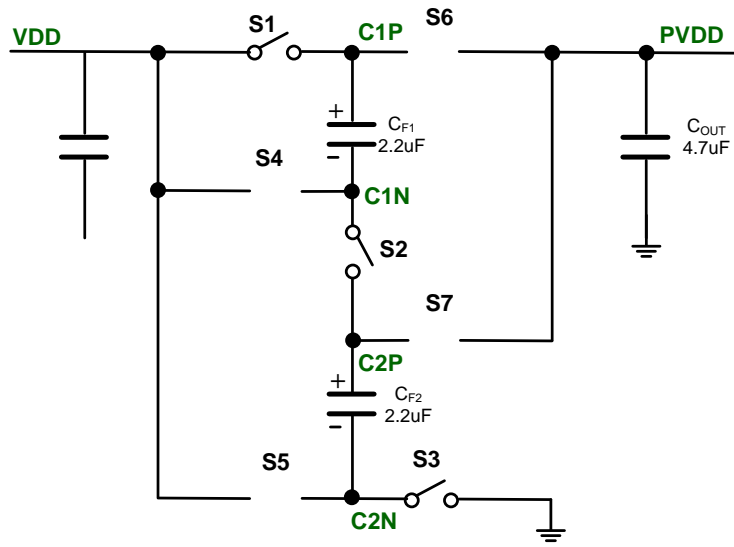 S1
S6
VDD
C1P
PVDD
+
CF1
2.2uF
-
COUT
4.7uF
S4
C1N
S2
S7
C2P
+
CF2
2.2uF
-
S5
S3
C2N